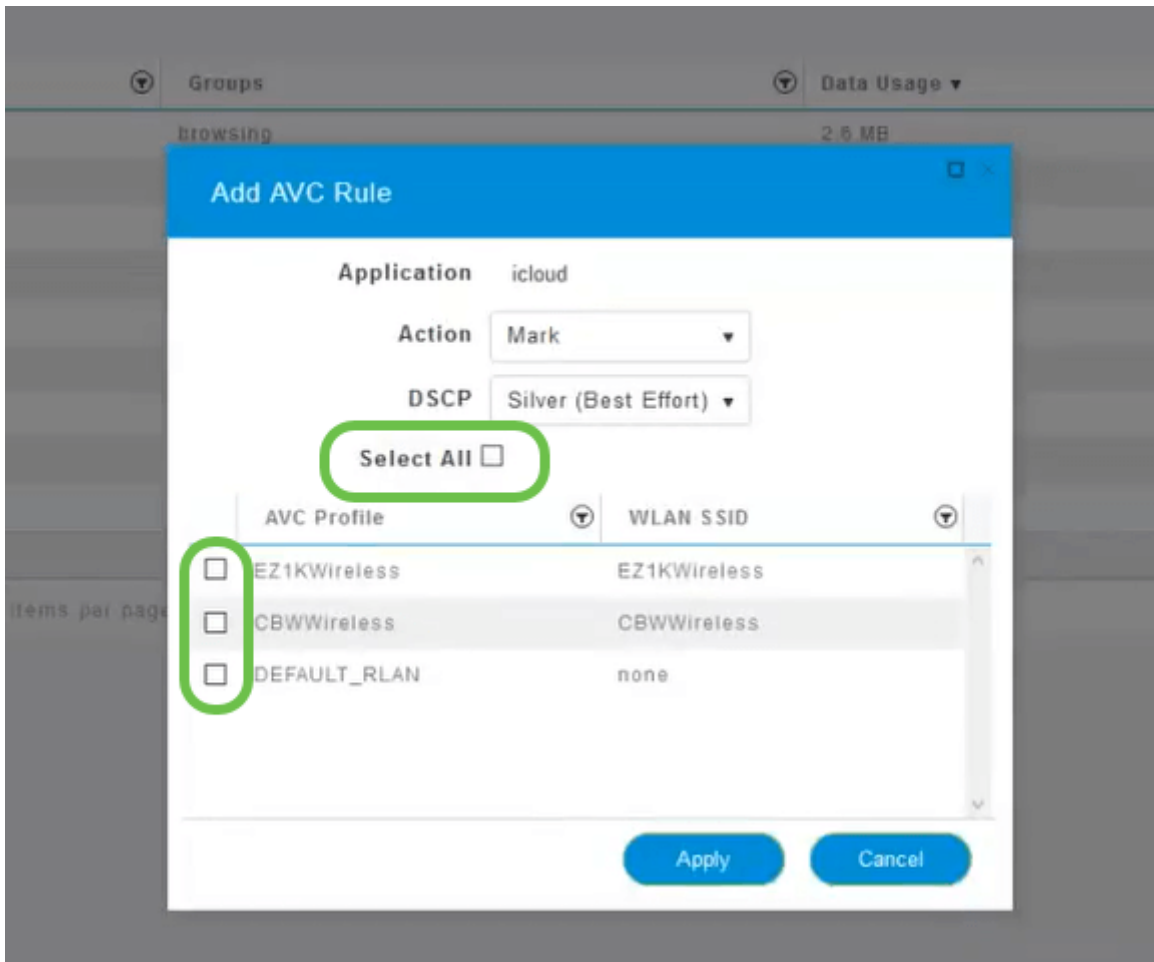 Groups Data Usage
browsing 2.6 MB
Add AVC Rule
Application icloud
Action Mark
DSCP Silver (Best Effort)
Select All
AVC Profile WLAN SSID
EZ1KWireless EZ1KWireless
CBWWireless CBWWireless
items per page
DEFAULT_RLAN none
Apply Cancel